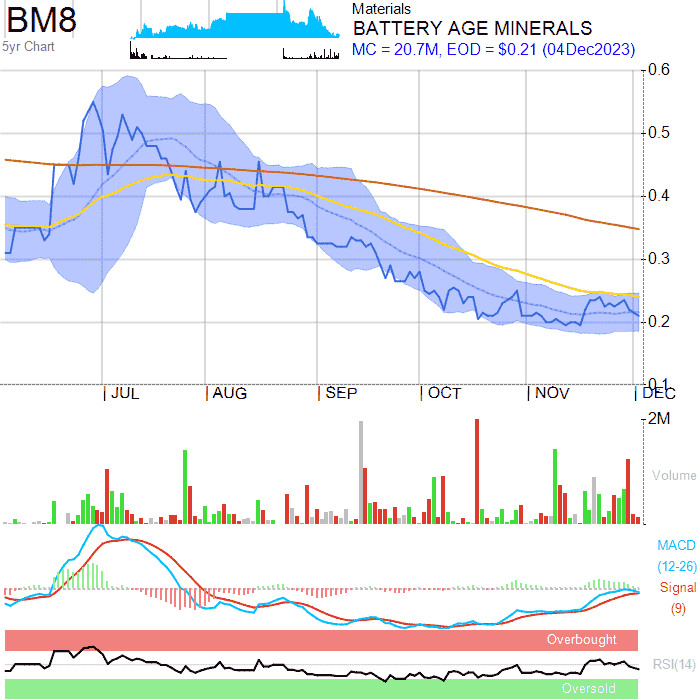 BM8
5yr Chart
Materials
BATTERY AGE MINERALS
MC = 20.7M, EOD = $0.21 (04Dec2023)
0.6
0.5
0.4
0.3
0.2
0.1
JUL AUG SEP OCT NOV DEC
2M
Volume
MACD
(12-26)
Signal
(9)
Overbought
RSI(14)
Oversold